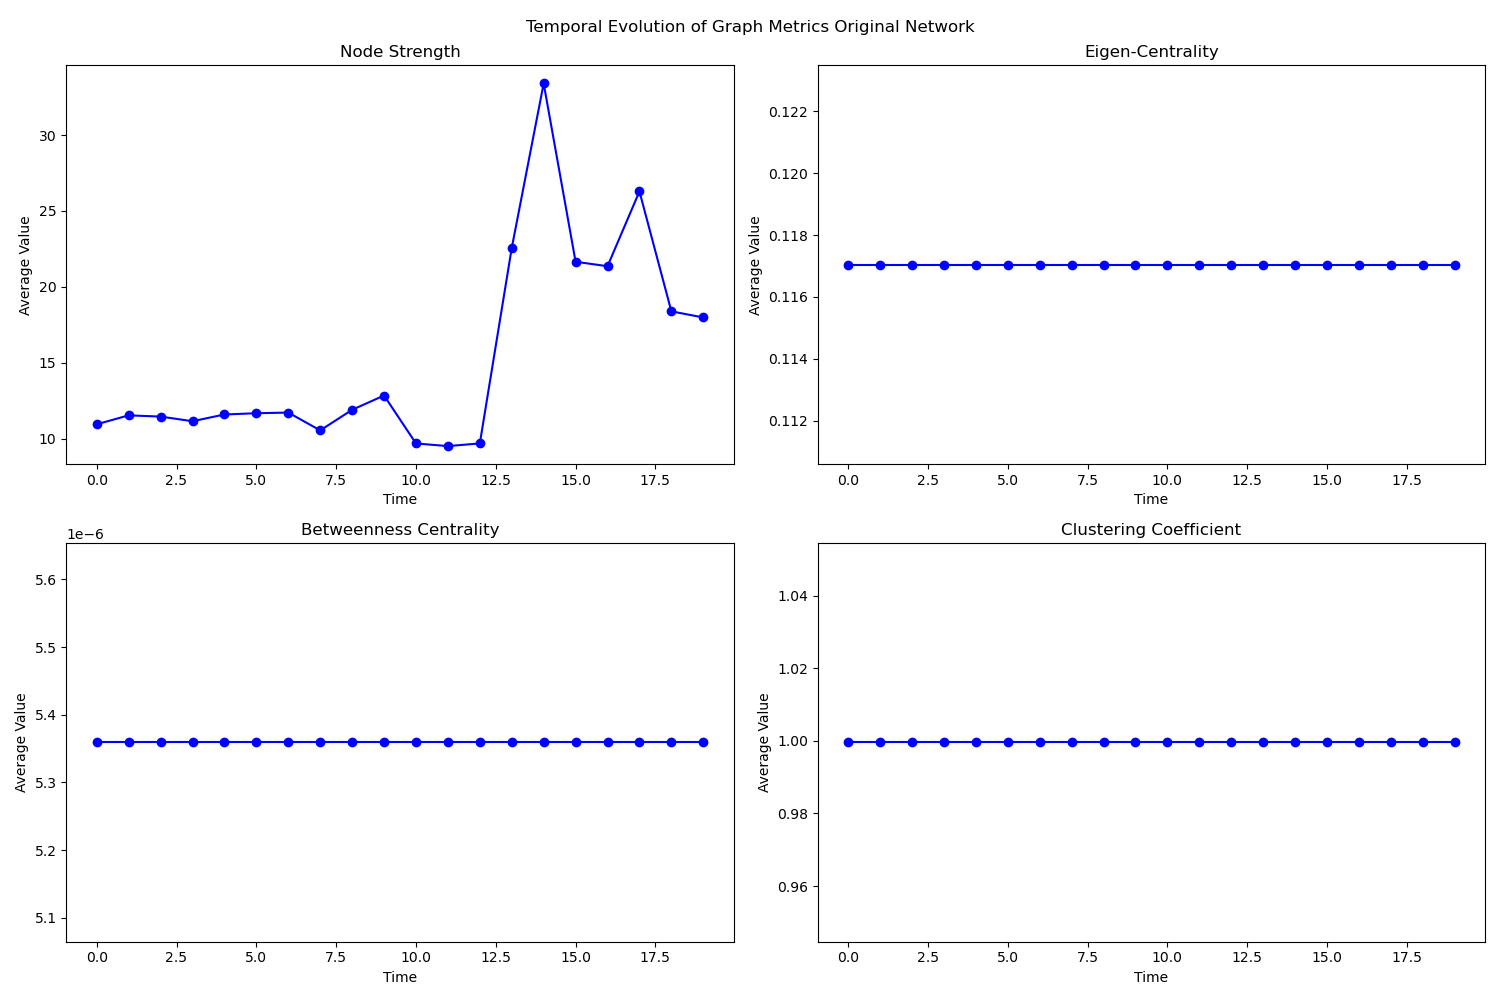 Temporal Evolution of Graph Metrics Original Network
Node Strength
Average Value
30
25
20
15
10
0.0 2.5 5.0 7.5 10.0 12.5 15.0 17.5
Time
Eigen-Centrality
Average Value
0.122
0.120
0.118
0.116
0.114
0.112
0.0 2.5 5.0 7.5 10.0 12.5 15.0 17.5
Time
Betweenness Centrality
1e−6
Average Value
5.6
5.5
5.4
5.3
5.2
5.1
0.0 2.5 5.0 7.5 10.0 12.5 15.0 17.5
Time
Clustering Coefficient
Average Value
1.04
1.02
1.00
0.98
0.96
0.0 2.5 5.0 7.5 10.0 12.5 15.0 17.5
Time